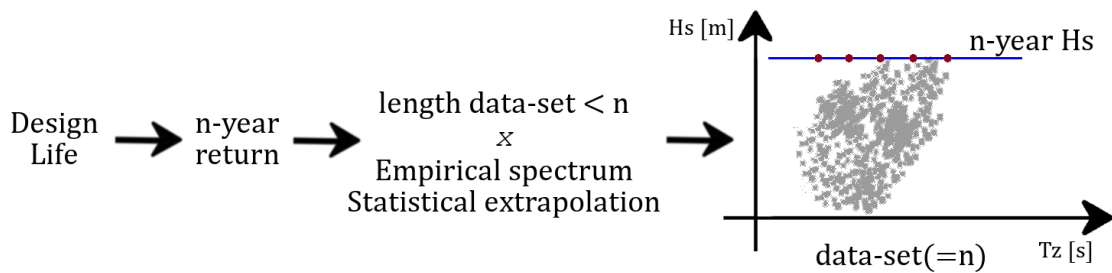 Design
Life
n-year
return
length data-set < n
x
Empirical spectrum
Statistical extrapolation
Hs [m]
n-year Hs
Tz [s]
data-set(=n)